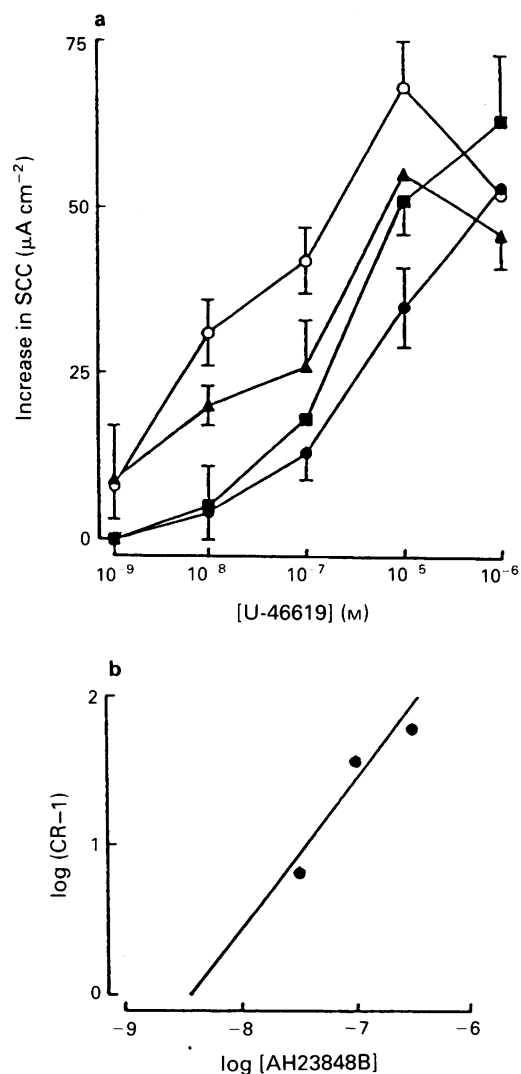 a
75
50
25
0
Increase in SCC (μA cm⁻²)
10⁻⁹ 10⁻⁸ 10⁻⁷ 10⁻⁵ 10⁻⁶
[U-46619] (M)
b
2
1
0
log (CR−1)
−9 −8 −7 −6
log [AH23848B]